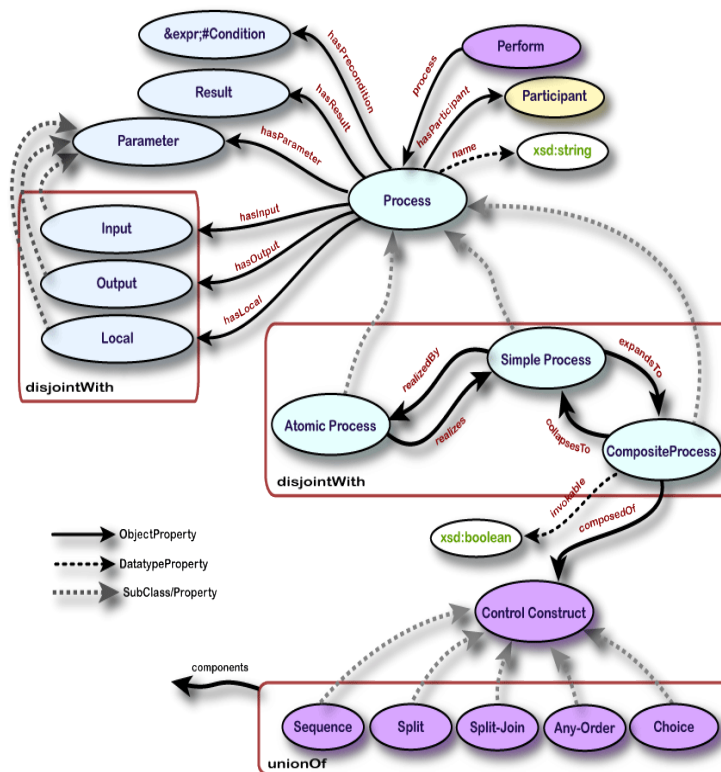 &expr;#Condition
hasPrecondition
Perform
process
Result
hasResult
hasParticipant
Participant
Parameter
hasParameter
name
xsd:string
Process
Input
hasInput
Output
hasOutput
Local
hasLocal
disjointWith
Simple Process
realizedBy
expandsTo
Atomic Process
realizes
collapsesTo
CompositeProcess
disjointWith
invokable
composedOf
xsd:boolean
ObjectProperty
DatatypeProperty
SubClass/Property
Control Construct
components
Sequence
Split
Split-Join
Any-Order
Choice
unionOf